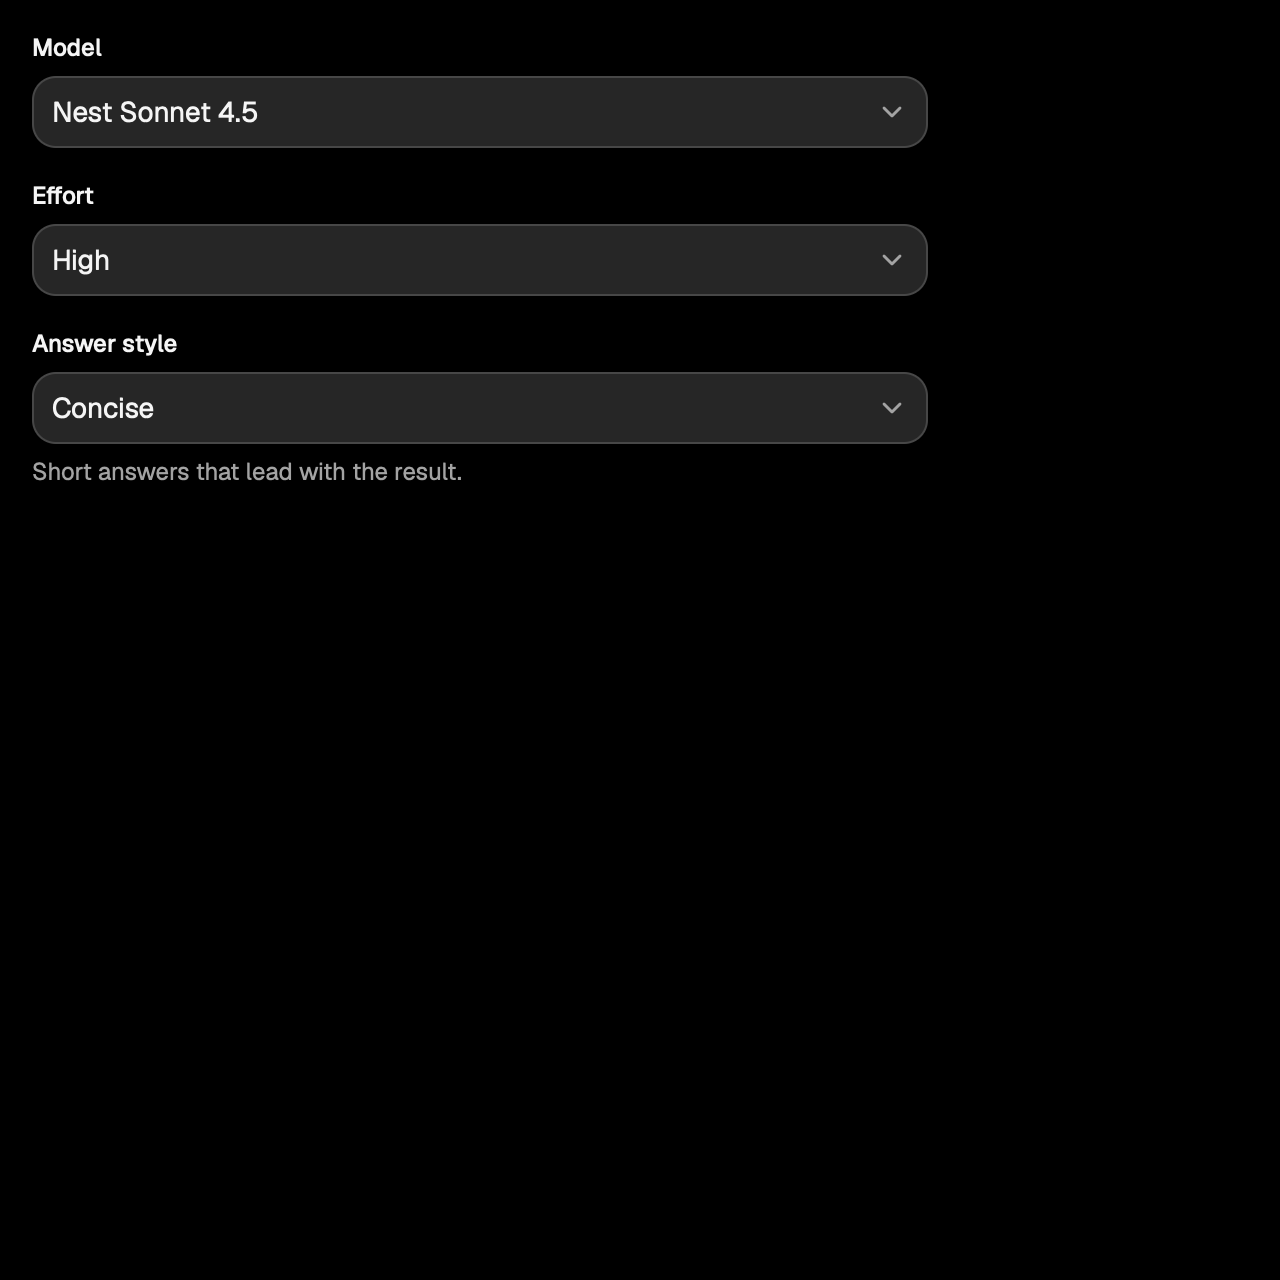 Model
Nest Sonnet 4.5
Effort
High
Answer style
Concise
Short answers that lead with the result.